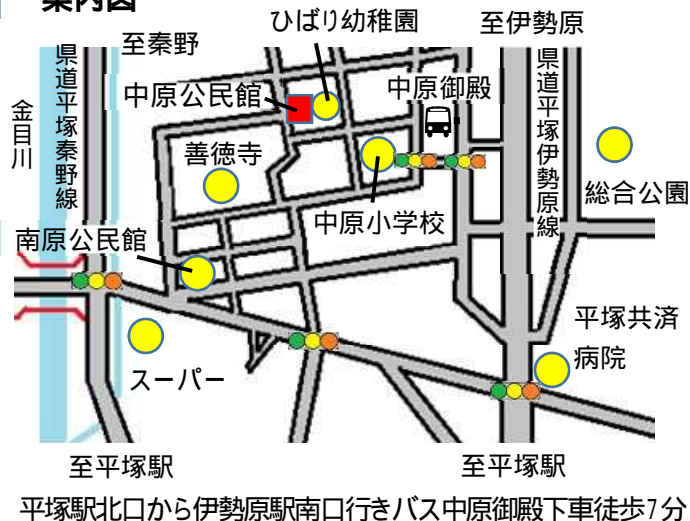 案内図
ひばり幼稚園
至伊勢原
至秦野
県道平塚秦野線
中原公民館
中原御殿
県道平塚伊勢原線
金目川
善徳寺
総合公園
中原小学校
南原公民館
平塚共済
病院
スーパー
至平塚駅
至平塚駅
平塚駅北口から伊勢原駅南口行きバス中原御殿下車徒歩7分